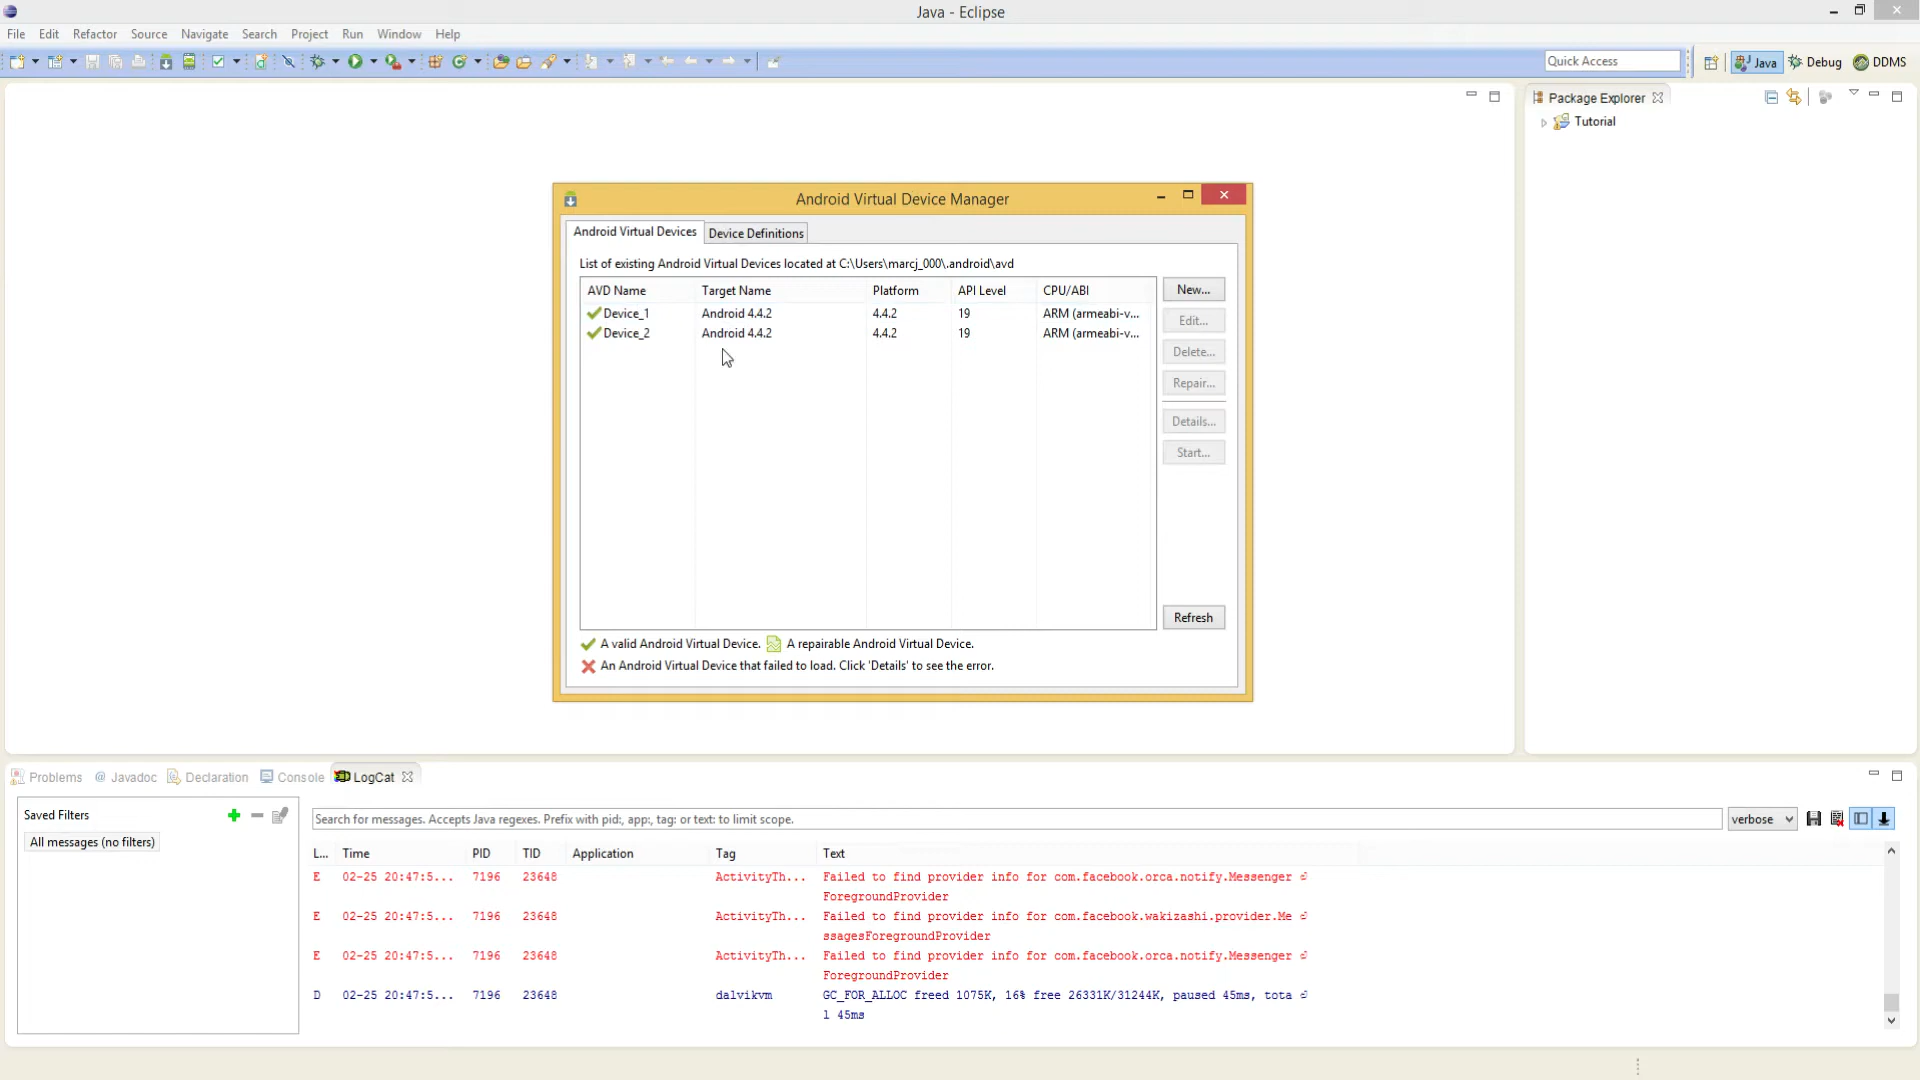 Java - Eclipse
File Edit Refactor Source Navigate Search Project Run Window Help
Quick Access
Java
Debug
DDMS
Package Explorer
Tutorial
Android Virtual Device Manager
Android Virtual Devices
Device Definitions
List of existing Android Virtual Devices located at C:\Users\marcj_000\.android\avd
AVD Name Target Name Platform API Level CPU/ABI
Device_1 Android 4.4.2 4.4.2 19 ARM (armeabi-v...
Device_2 Android 4.4.2 4.4.2 19 ARM (armeabi-v...
New...
Edit...
Delete...
Repair...
Details...
Start...
Refresh
A valid Android Virtual Device. A repairable Android Virtual Device.
An Android Virtual Device that failed to load. Click 'Details' to see the error.
Problems @ Javadoc Declaration Console LogCat
Saved Filters
All messages (no filters)
Search for messages. Accepts Java regexes. Prefix with pid:, app:, tag: or text: to limit scope.
verbose
L... Time PID TID Application Tag Text
E 02-25 20:47:5... 7196 23648 ActivityTh... Failed to find provider info for com.facebook.orca.notify.Messenger
ForegroundProvider
E 02-25 20:47:5... 7196 23648 ActivityTh... Failed to find provider info for com.facebook.wakizashi.provider.Me
ssagesForegroundProvider
E 02-25 20:47:5... 7196 23648 ActivityTh... Failed to find provider info for com.facebook.orca.notify.Messenger
ForegroundProvider
D 02-25 20:47:5... 7196 23648 dalvikvm GC_FOR_ALLOC freed 1075K, 16% free 26331K/31244K, paused 45ms, tota
l 45ms